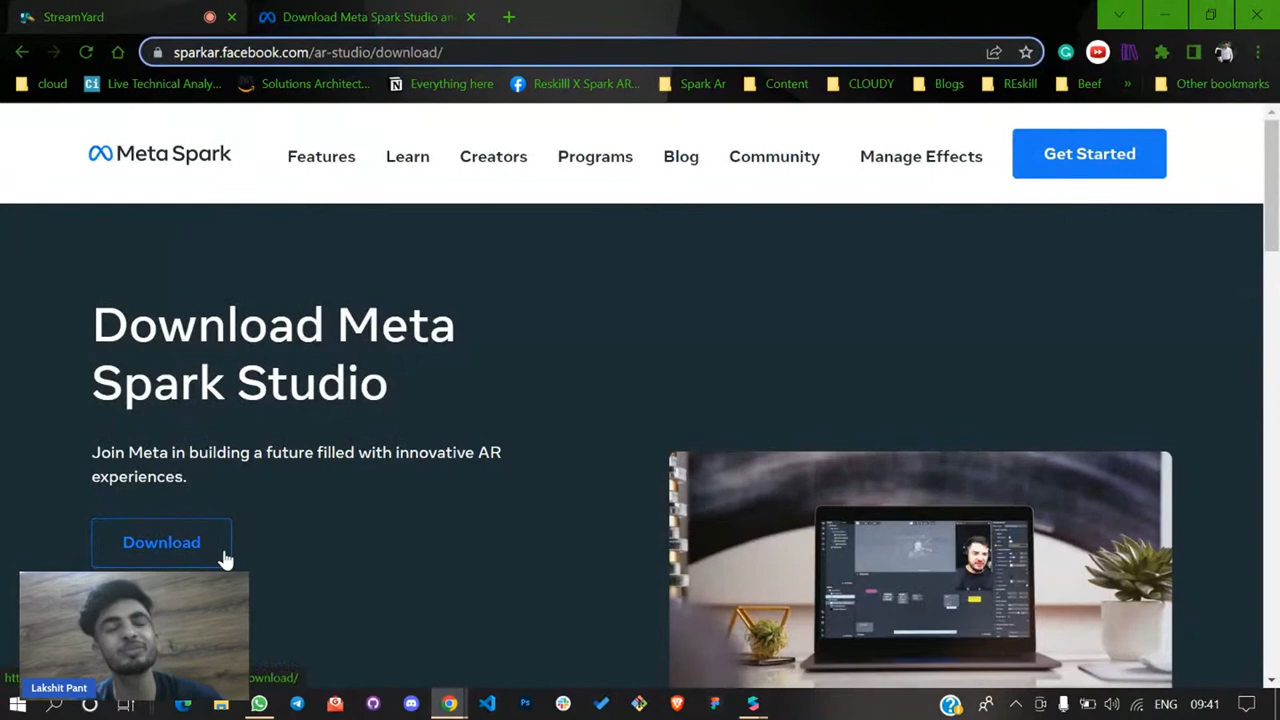 StreamYard
Download Meta Spark Studio an
sparkar.facebook.com/ar-studio/download/
cloud
Live Technical Analy...
Solutions Architect...
Everything here
Reskilll X Spark AR...
Spark Ar
Content
CLOUDY
Blogs
REskill
Beef
»
Other bookmarks
Meta Spark
Features
Learn
Creators
Programs
Blog
Community
Manage Effects
Get Started
Download Meta
Spark Studio
Join Meta in building a future filled with innovative AR
experiences.
Download
ownload/
Lakshit Pant
09:41